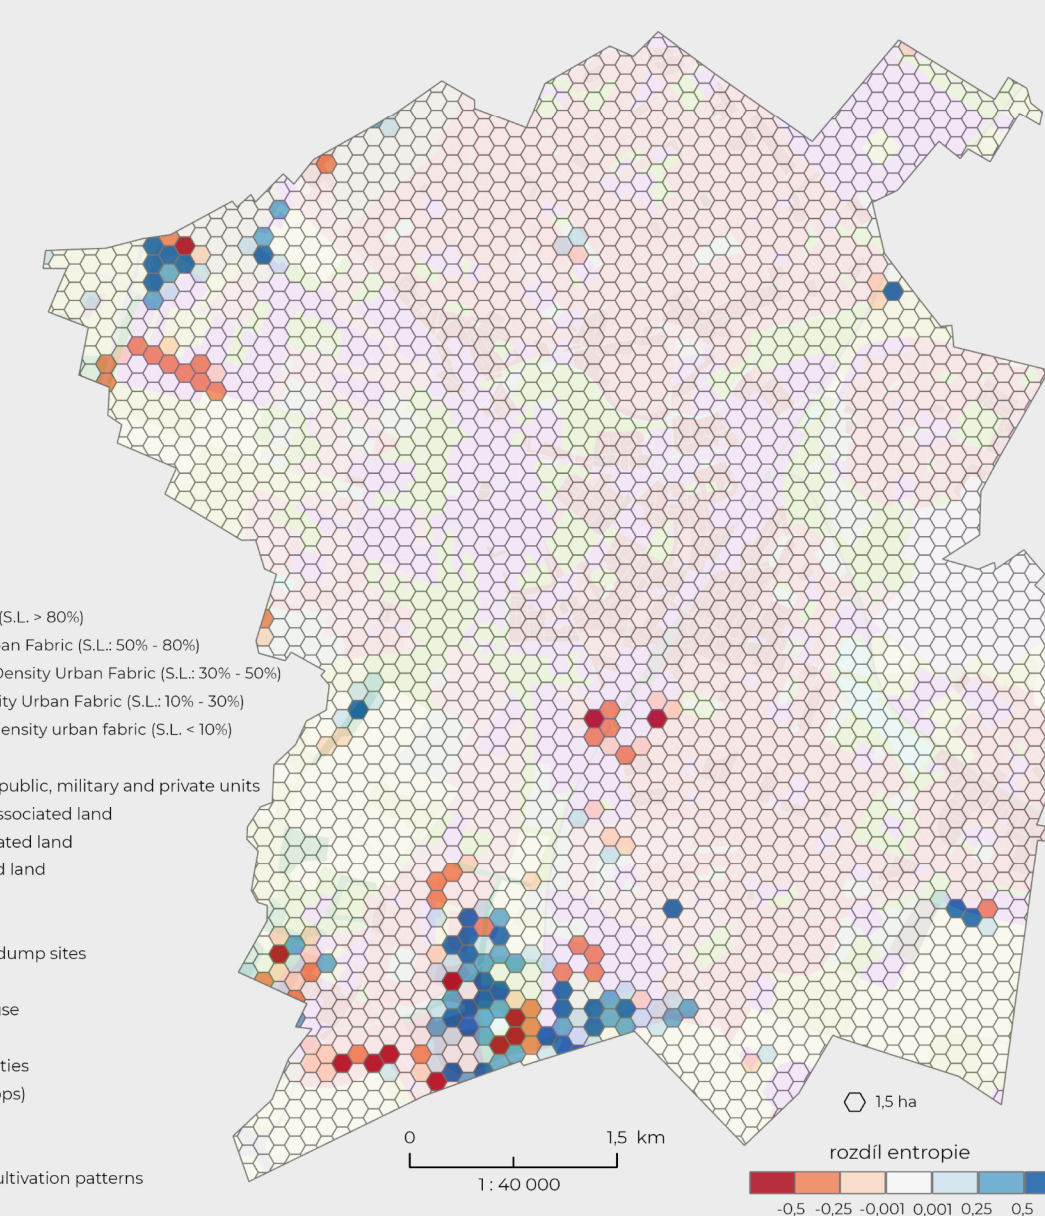 (S.L. > 80%)
ban Fabric (S.L.: 50% - 80%)
Density Urban Fabric (S.L.: 30% - 50%)
ity Urban Fabric (S.L.: 10% - 30%)
ensity urban fabric (S.L. < 10%)
public, military and private units
ssociated land
ated land
d land
dump sites
se
ties
ops)
ultivation patterns
1,5 ha
0 1,5 km
1 : 40 000
rozdíl entropie
-0,5 -0,25 -0,001 0,001 0,25 0,5